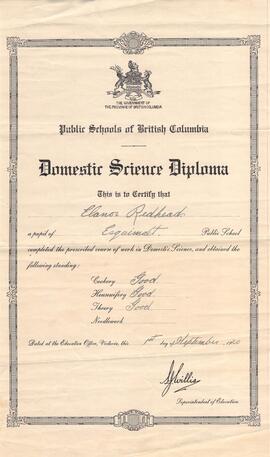 THE GOVERNMENT OF
THE PROVINCE OF BRITISH COLUMBIA
Public Schools of British Columbia
Domestic Science Diploma
This is to Certify that
Elanor Redhead
a pupil of Esquimalt Public School
completed the prescribed course of work in Domestic Science, and obtained the
following standing:
Cookery Good
Housewifery Good
Theory Good
Needlework
Dated at the Education Office, Victoria, this 1st day of September 1920
Willis
Superintendent of Education.